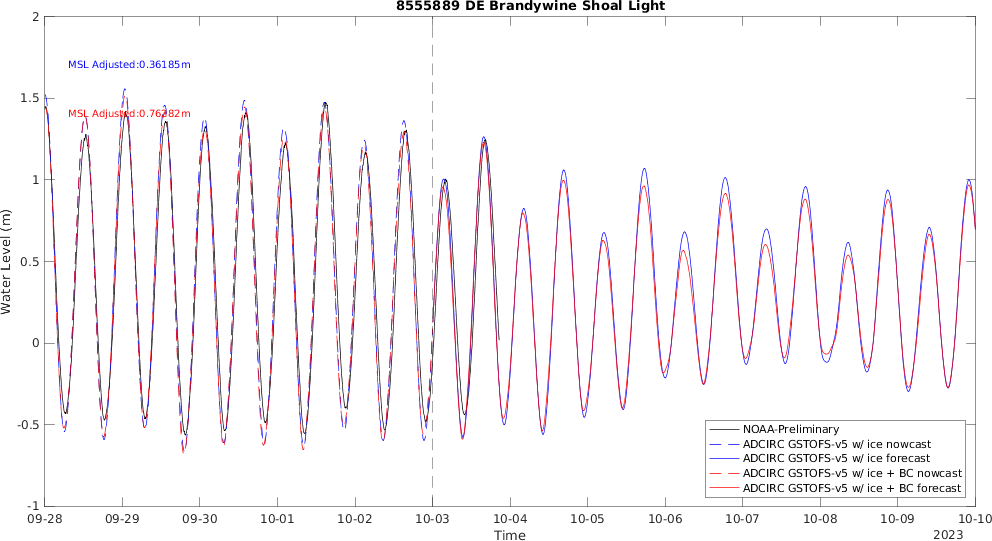 8555889 DE Brandywine Shoal Light
2
1.5
1
0.5
0
-0.5
-1
Water Level (m)
MSL Adjusted:0.36185m
MSL Adjusted:0.76282m
NOAA-Preliminary
ADCIRC GSTOFS-v5 w/ ice nowcast
ADCIRC GSTOFS-v5 w/ ice forecast
ADCIRC GSTOFS-v5 w/ ice + BC nowcast
ADCIRC GSTOFS-v5 w/ ice + BC forecast
09-28 09-29 09-30 10-01 10-02 10-03 10-04 10-05 10-06 10-07 10-08 10-09 10-10
Time
2023